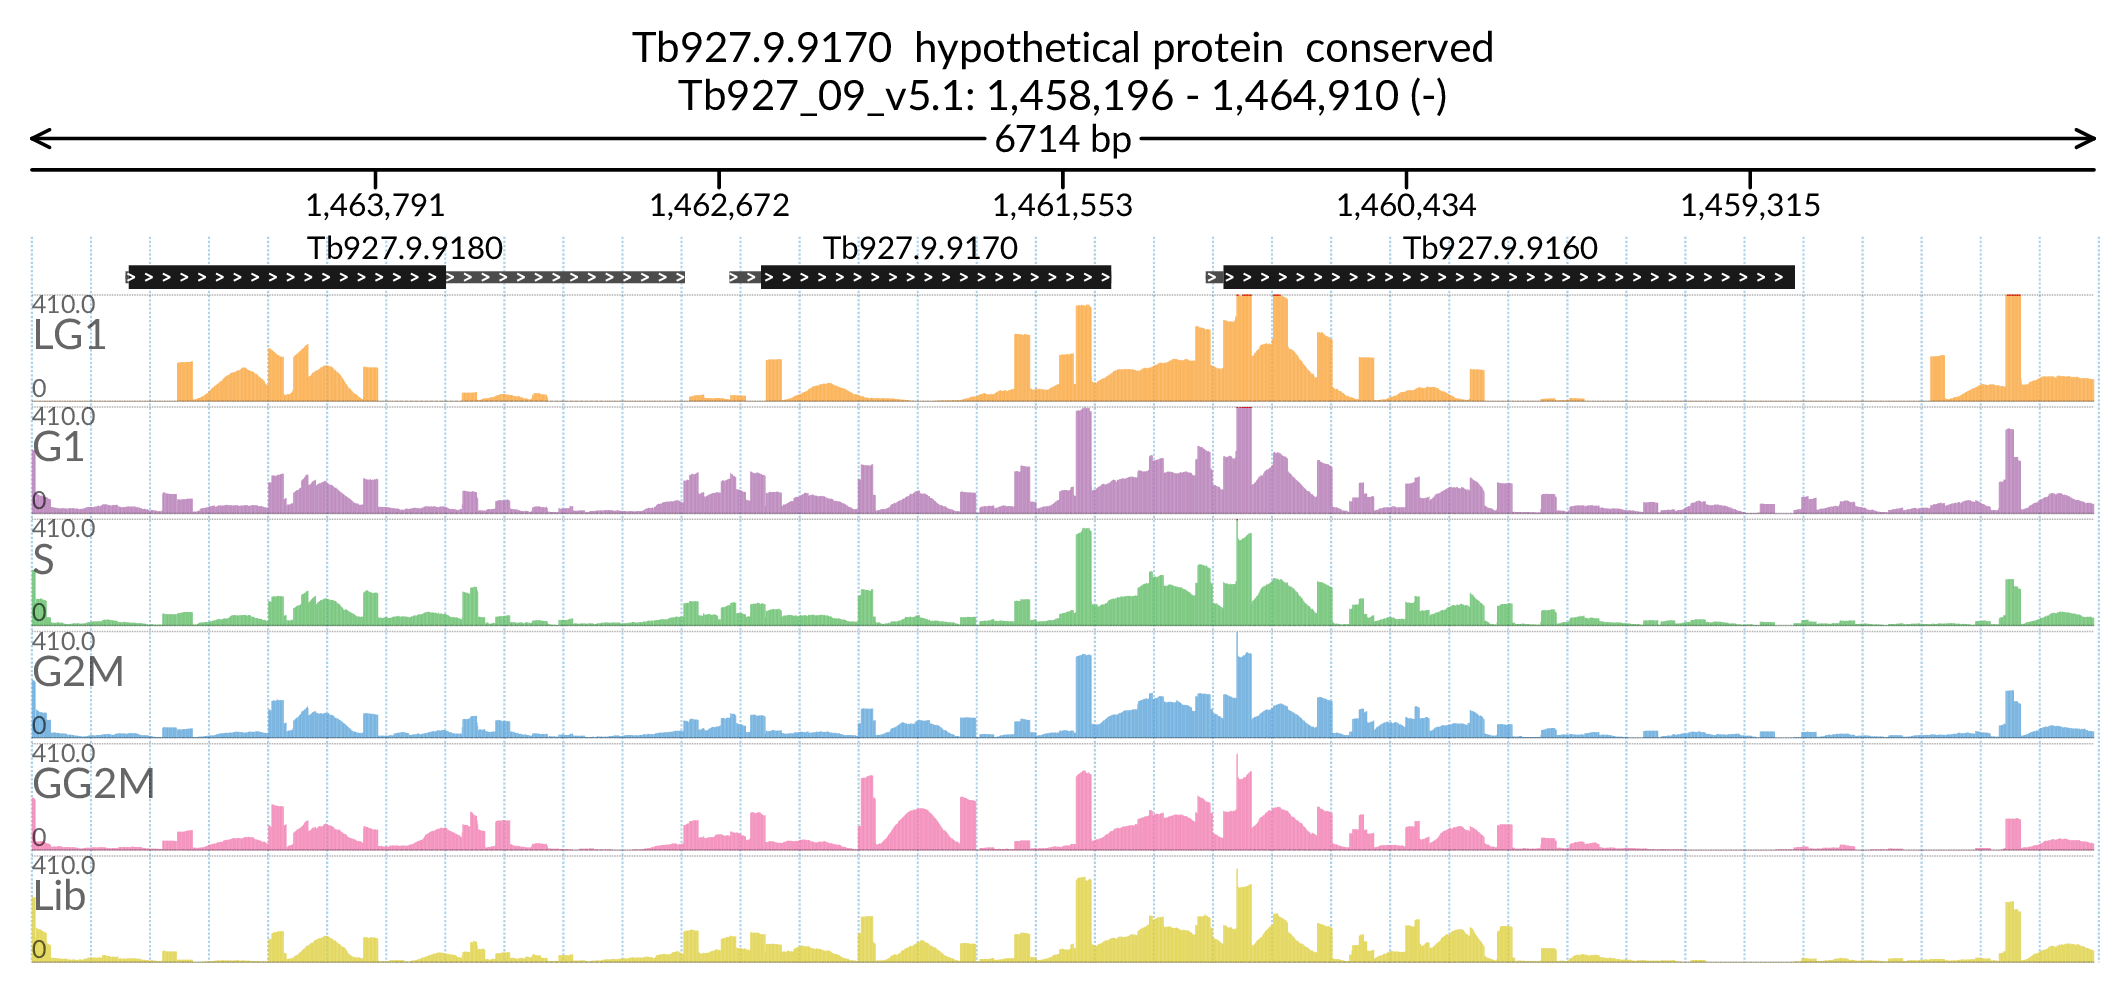 Tb927.9.9170  hypothetical protein  conserved
Tb927_09_v5.1: 1,458,196 - 1,464,910 (-)
6714 bp
1,463,791 1,462,672 1,461,553 1,460,434 1,459,315
Tb927.9.9180 Tb927.9.9170 Tb927.9.9160
410.0
LG1
0
410.0
G1
0
410.0
S
0
410.0
G2M
0
410.0
GG2M
0
410.0
Lib
0